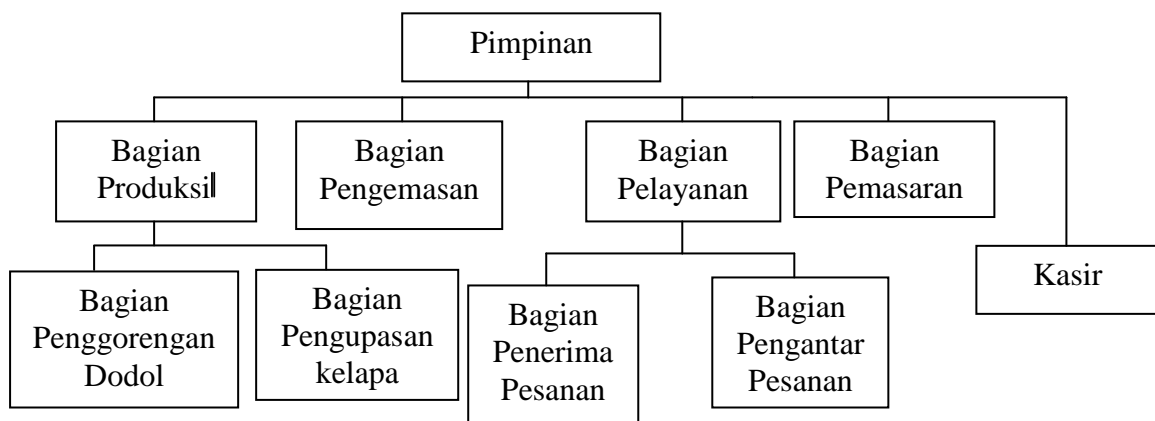 Pimpinan
Bagian
Produksi
Bagian
Pengemasan
Bagian
Pelayanan
Bagian
Pemasaran
Kasir
Bagian
Penggorengan
Dodol
Bagian
Pengupasan
kelapa
Bagian
Penerima
Pesanan
Bagian
Pengantar
Pesanan